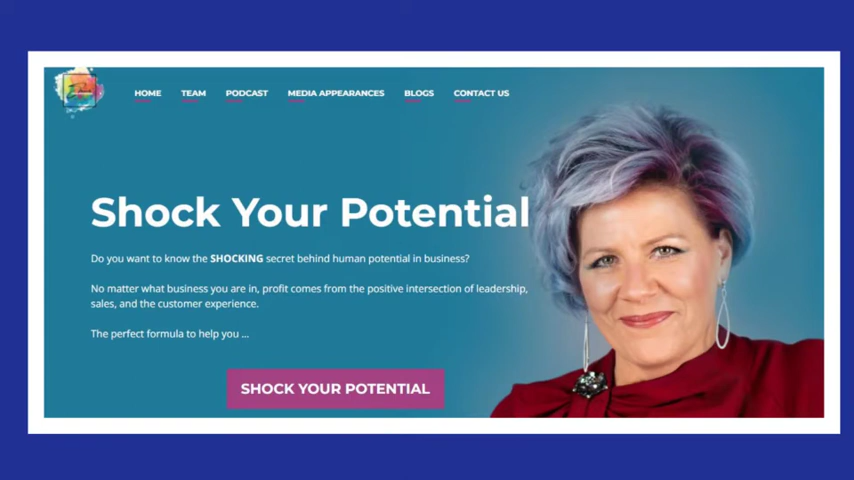 HOME TEAM PODCAST MEDIA APPEARANCES BLOGS CONTACT US
Shock Your Potential
Do you want to know the SHOCKING secret behind human potential in business?
No matter what business you are in, profit comes from the positive intersection of leadership,
sales, and the customer experience.
The perfect formula to help you ...
SHOCK YOUR POTENTIAL